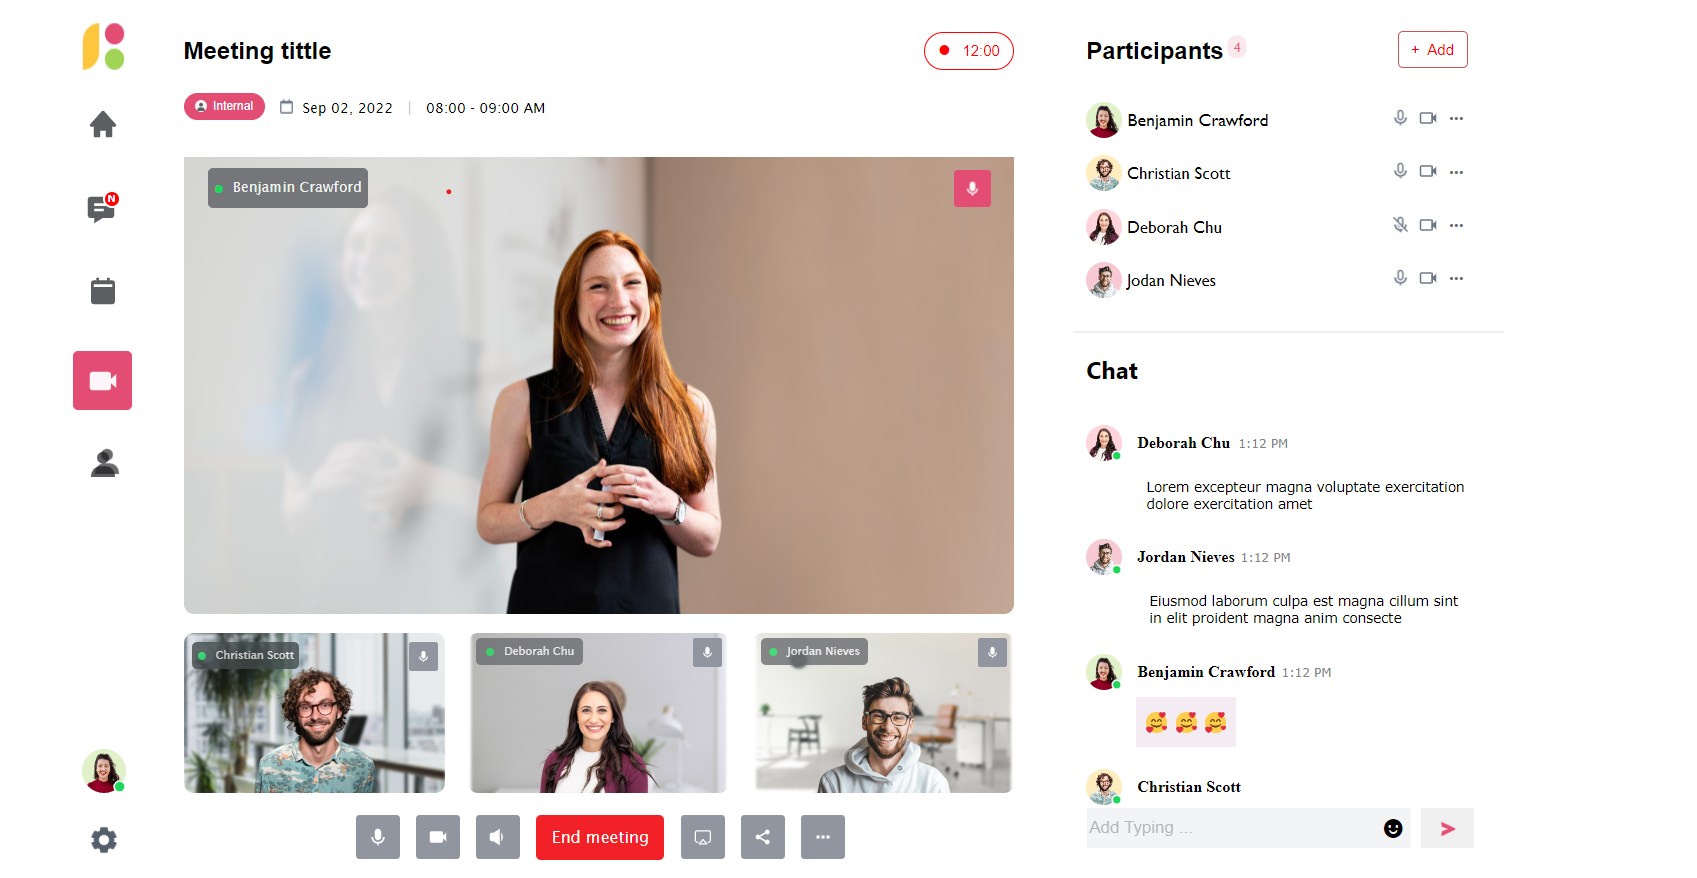 Meeting tittle
12:00
Internal
Sep 02, 2022 | 08:00 - 09:00 AM
N
Benjamin Crawford
Christian Scott
Deborah Chu
Jordan Nieves
End meeting
Participants 4
+ Add
Benjamin Crawford
Christian Scott
Deborah Chu
Jodan Nieves
Chat
Deborah Chu 1:12 PM
Lorem excepteur magna voluptate exercitation
dolore exercitation amet
Jordan Nieves 1:12 PM
Eiusmod laborum culpa est magna cillum sint
in elit proident magna anim consecte
Benjamin Crawford 1:12 PM
🥰 🥰 🥰
Christian Scott
Add Typing ...